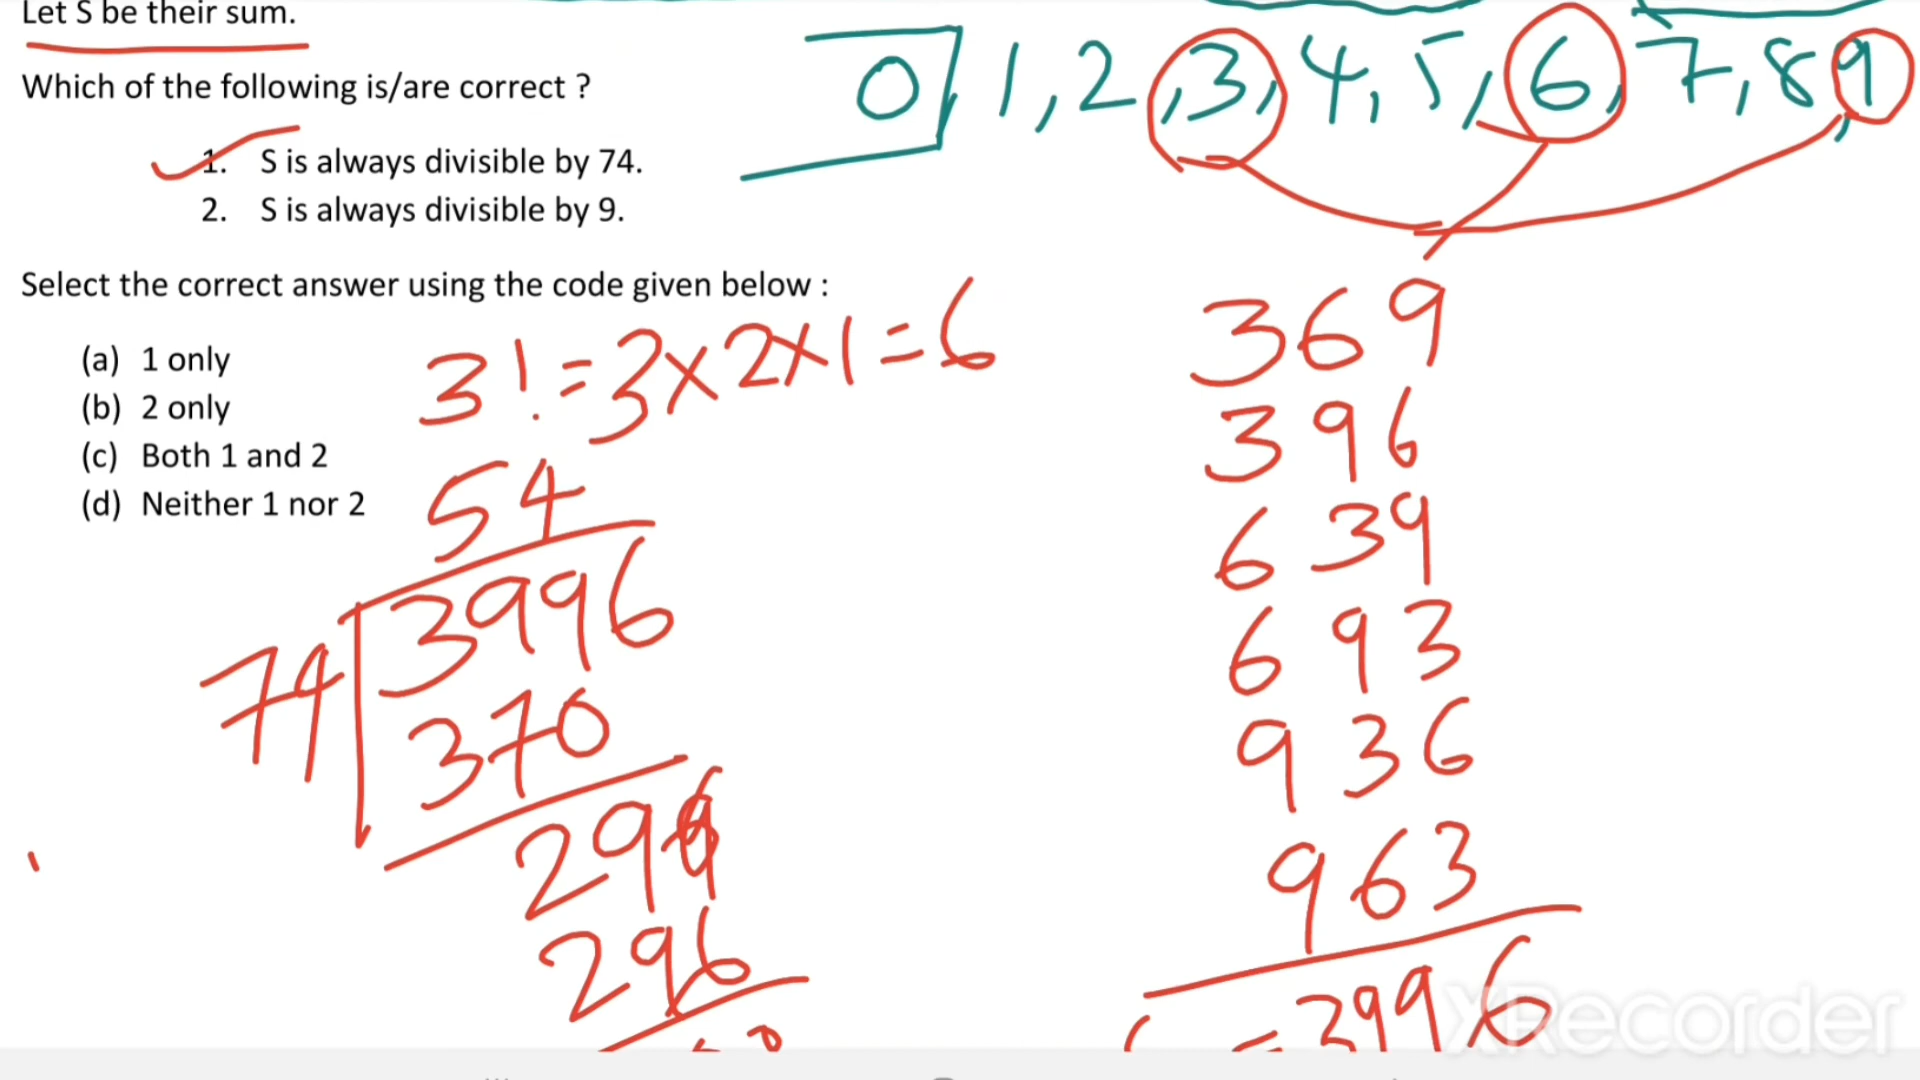 Let S be their sum.
0, 1, 2, 3, 4, 5, 6, 7, 8, 9
Which of the following is/are correct ?
1. S is always divisible by 74.
2. S is always divisible by 9.
Select the correct answer using the code given below :
(a) 1 only
(b) 2 only
(c) Both 1 and 2
(d) Neither 1 nor 2
3! = 3×2×1 = 6
54
74 3996
370
296
296
369
396
639
693
936
963
= 3996
XRecorder